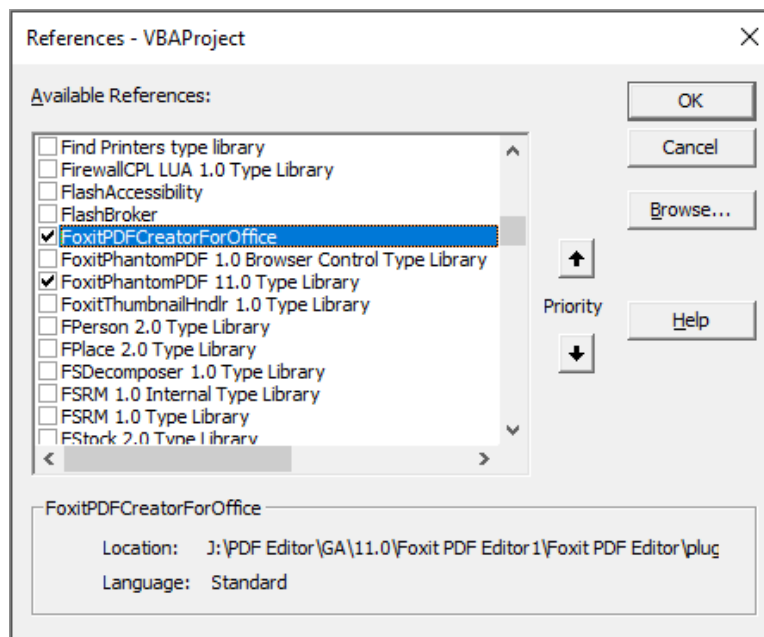 References - VBAProject
Available References:
OK
Find Printers type library
Cancel
FirewallCPL LUA 1.0 Type Library
FlashAccessibility
FlashBroker
Browse...
FoxitPDFCreatorForOffice
FoxitPhantomPDF 1.0 Browser Control Type Library
FoxitPhantomPDF 11.0 Type Library
FoxitThumbnailHndlr 1.0 Type Library
Priority
Help
FPerson 2.0 Type Library
FPlace 2.0 Type Library
FSDecomposer 1.0 Type Library
FSRM 1.0 Internal Type Library
FSRM 1.0 Type Library
FStock 2.0 Type Library
FoxitPDFCreatorForOffice
Location: J:\PDF Editor\GA\11.0\Foxit PDF Editor1\Foxit PDF Editor\plug
Language: Standard